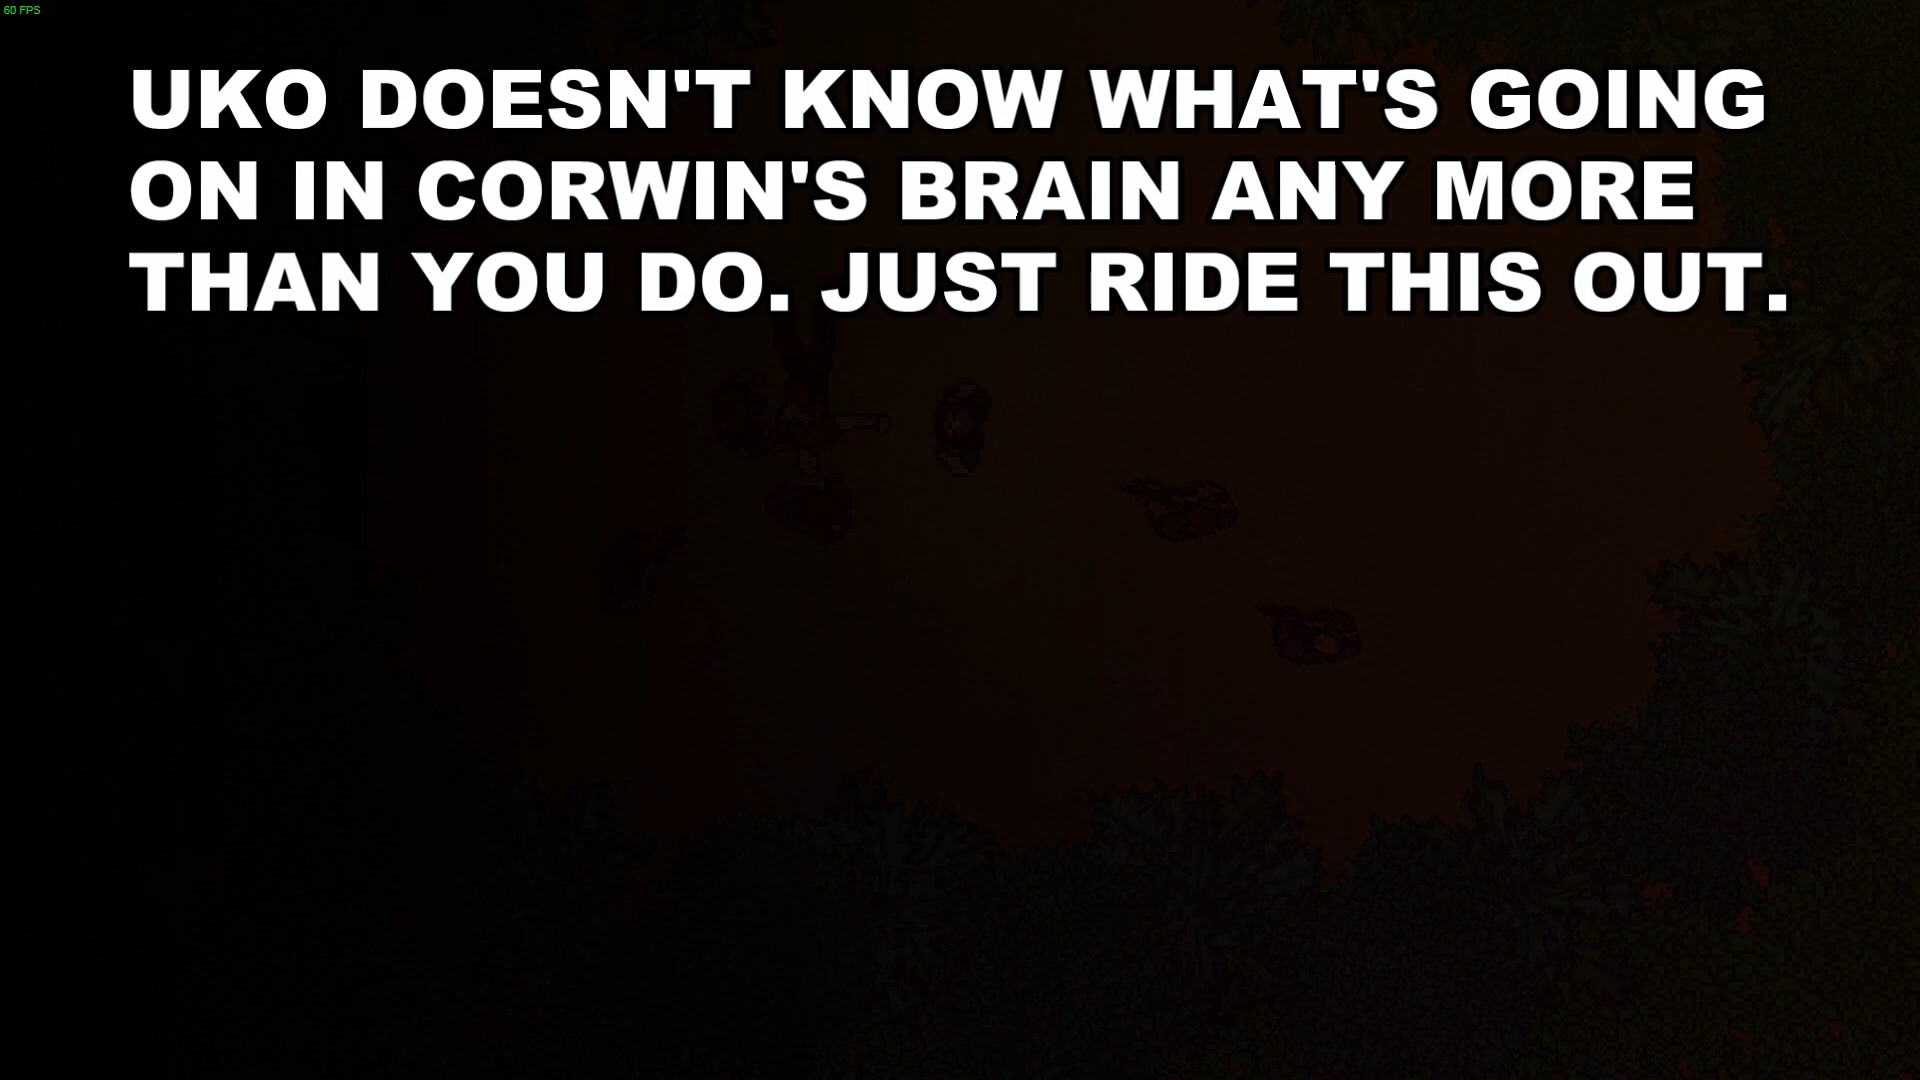 60 FPS
UKO DOESN'T KNOW WHAT'S GOING
ON IN CORWIN'S BRAIN ANY MORE
THAN YOU DO. JUST RIDE THIS OUT.